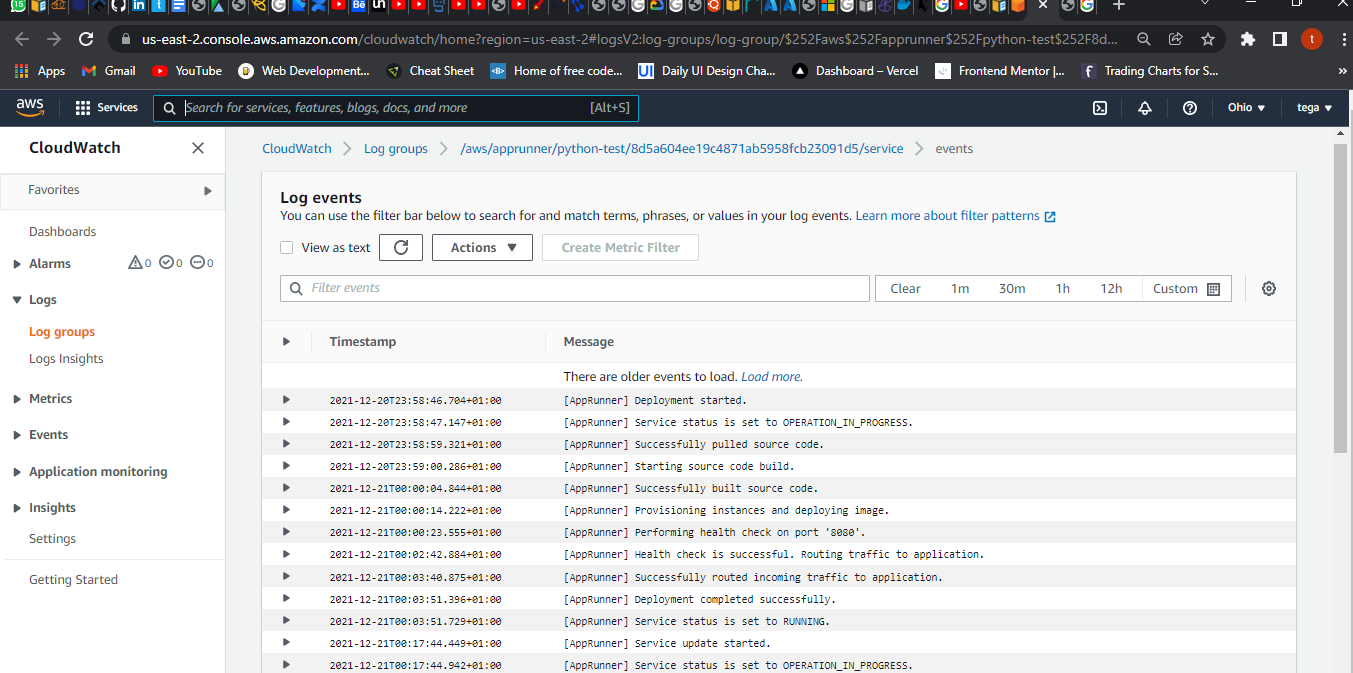 us-east-2.console.aws.amazon.com/cloudwatch/home?region=us-east-2#logsV2:log-groups/log-group/$252Faws$252Fapprunner$252Fpython-test$252F8d...
t
Apps Gmail YouTube Web Development... Cheat Sheet Home of free code... Daily UI Design Cha... Dashboard – Vercel Frontend Mentor |... Trading Charts for S... »
aws Services Search for services, features, blogs, docs, and more [Alt+S] Ohio tega
CloudWatch
CloudWatch Log groups /aws/apprunner/python-test/8d5a604ee19c4871ab5958fcb23091d5/service events
Favorites
Dashboards
Alarms 0 0 0
Logs
Log groups
Logs Insights
Metrics
Events
Application monitoring
Insights
Settings
Getting Started
Log events
You can use the filter bar below to search for and match terms, phrases, or values in your log events. Learn more about filter patterns
View as text Actions Create Metric Filter
Filter events Clear 1m 30m 1h 12h Custom
Timestamp Message
There are older events to load. Load more.
2021-12-20T23:58:46.704+01:00 [AppRunner] Deployment started.
2021-12-20T23:58:47.147+01:00 [AppRunner] Service status is set to OPERATION_IN_PROGRESS.
2021-12-20T23:58:59.321+01:00 [AppRunner] Successfully pulled source code.
2021-12-20T23:59:00.286+01:00 [AppRunner] Starting source code build.
2021-12-21T00:00:04.844+01:00 [AppRunner] Successfully built source code.
2021-12-21T00:00:14.222+01:00 [AppRunner] Provisioning instances and deploying image.
2021-12-21T00:00:23.555+01:00 [AppRunner] Performing health check on port '8080'.
2021-12-21T00:02:42.884+01:00 [AppRunner] Health check is successful. Routing traffic to application.
2021-12-21T00:03:40.875+01:00 [AppRunner] Successfully routed incoming traffic to application.
2021-12-21T00:03:51.396+01:00 [AppRunner] Deployment completed successfully.
2021-12-21T00:03:51.729+01:00 [AppRunner] Service status is set to RUNNING.
2021-12-21T00:17:44.449+01:00 [AppRunner] Service update started.
2021-12-21T00:17:44.942+01:00 [AppRunner] Service status is set to OPERATION_IN_PROGRESS.